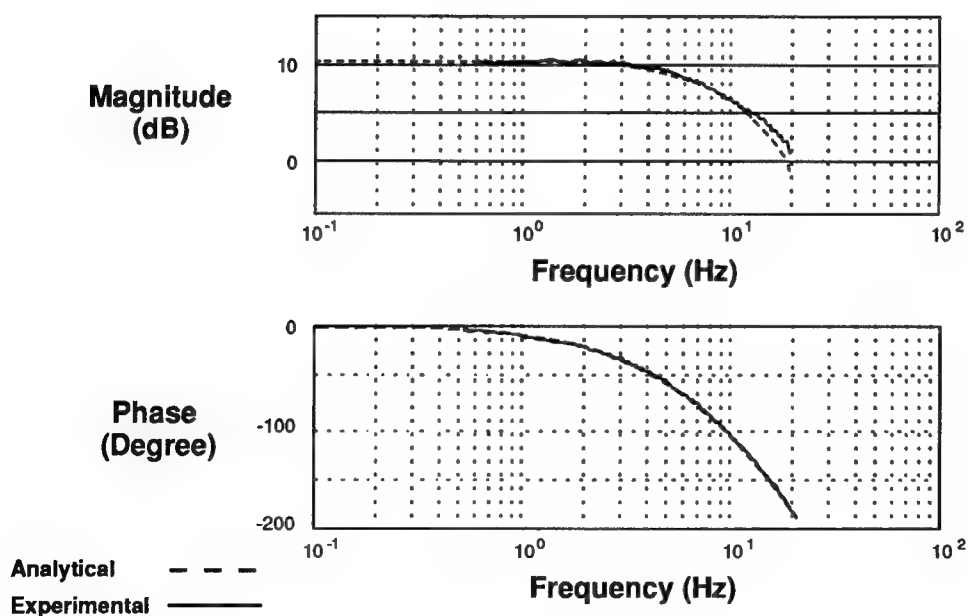 10
Magnitude
(dB)
0
10-1 100 101 102
Frequency (Hz)
0
Phase
(Degree)
-100
-200
10-1 100 101 102
Frequency (Hz)
Analytical
Experimental